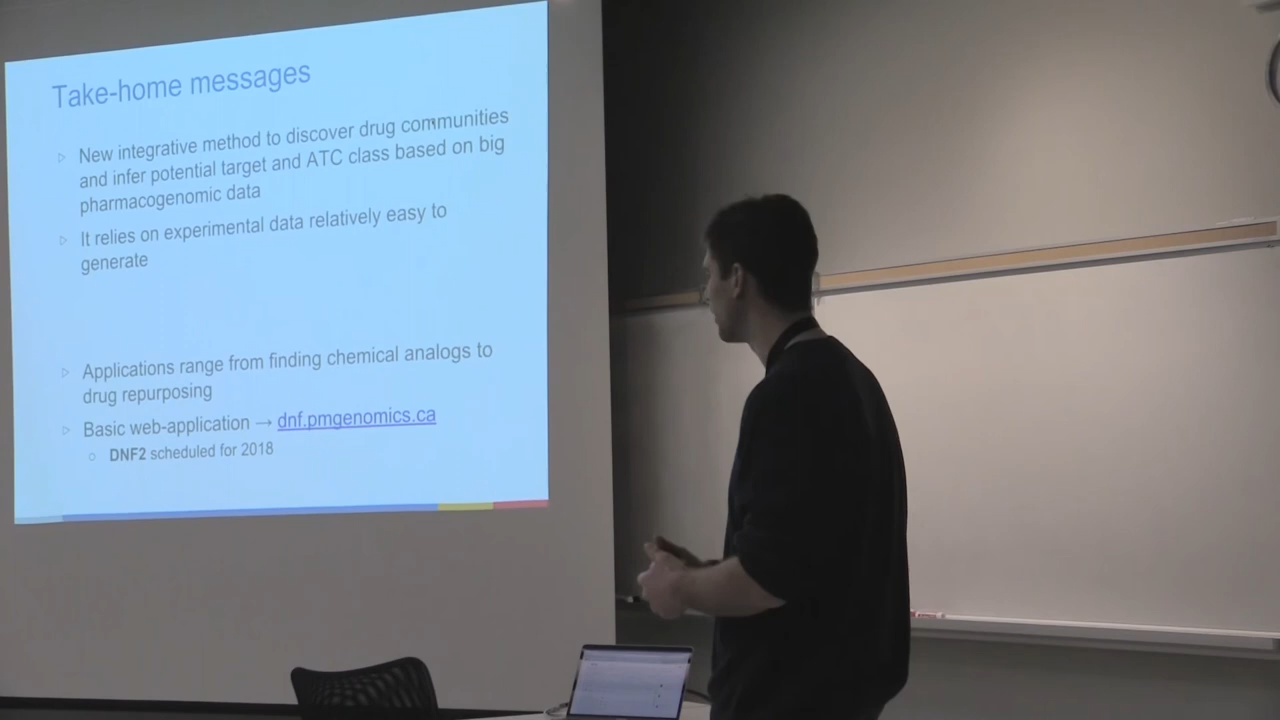 Take-home messages
▷ New integrative method to discover drug communities
and infer potential target and ATC class based on big
pharmacogenomic data
▷ It relies on experimental data relatively easy to
generate
▷ Applications range from finding chemical analogs to
drug repurposing
▷ Basic web-application → dnf.pmgenomics.ca
○ DNF2 scheduled for 2018